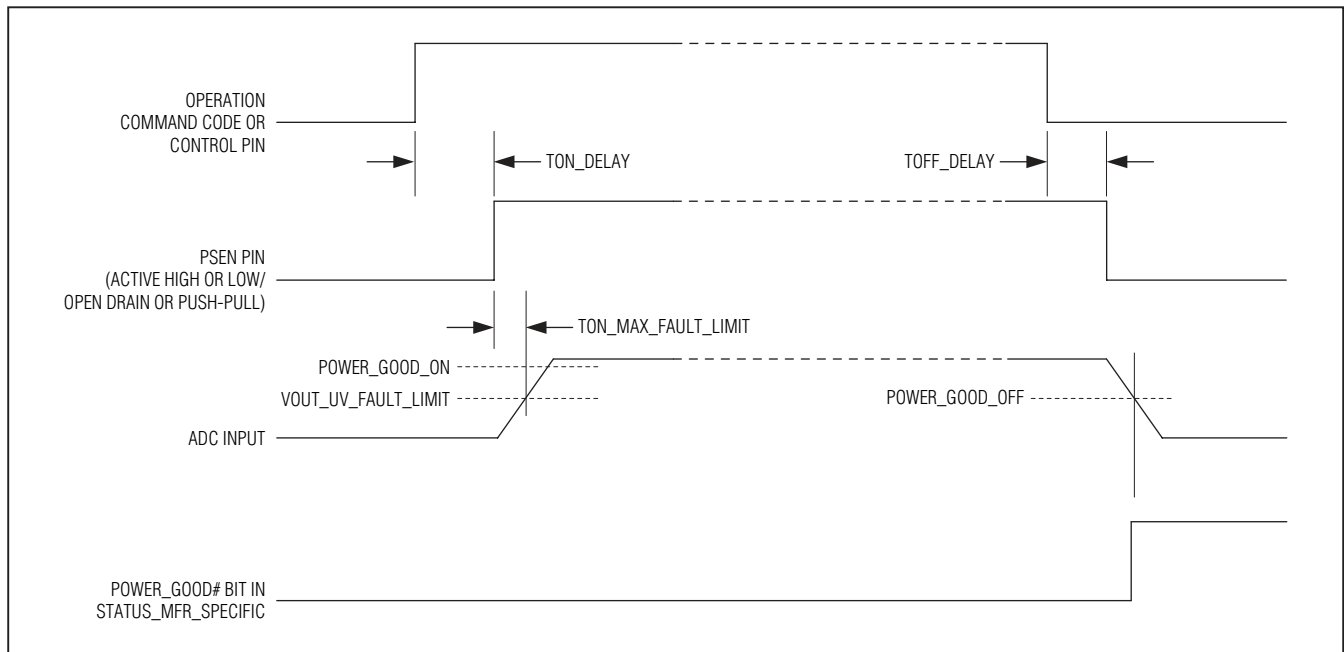 OPERATION
COMMAND CODE OR
CONTROL PIN
TON_DELAY
TOFF_DELAY
PSEN PIN
(ACTIVE HIGH OR LOW/
OPEN DRAIN OR PUSH-PULL)
TON_MAX_FAULT_LIMIT
POWER_GOOD_ON
VOUT_UV_FAULT_LIMIT
POWER_GOOD_OFF
ADC INPUT
POWER_GOOD# BIT IN
STATUS_MFR_SPECIFIC